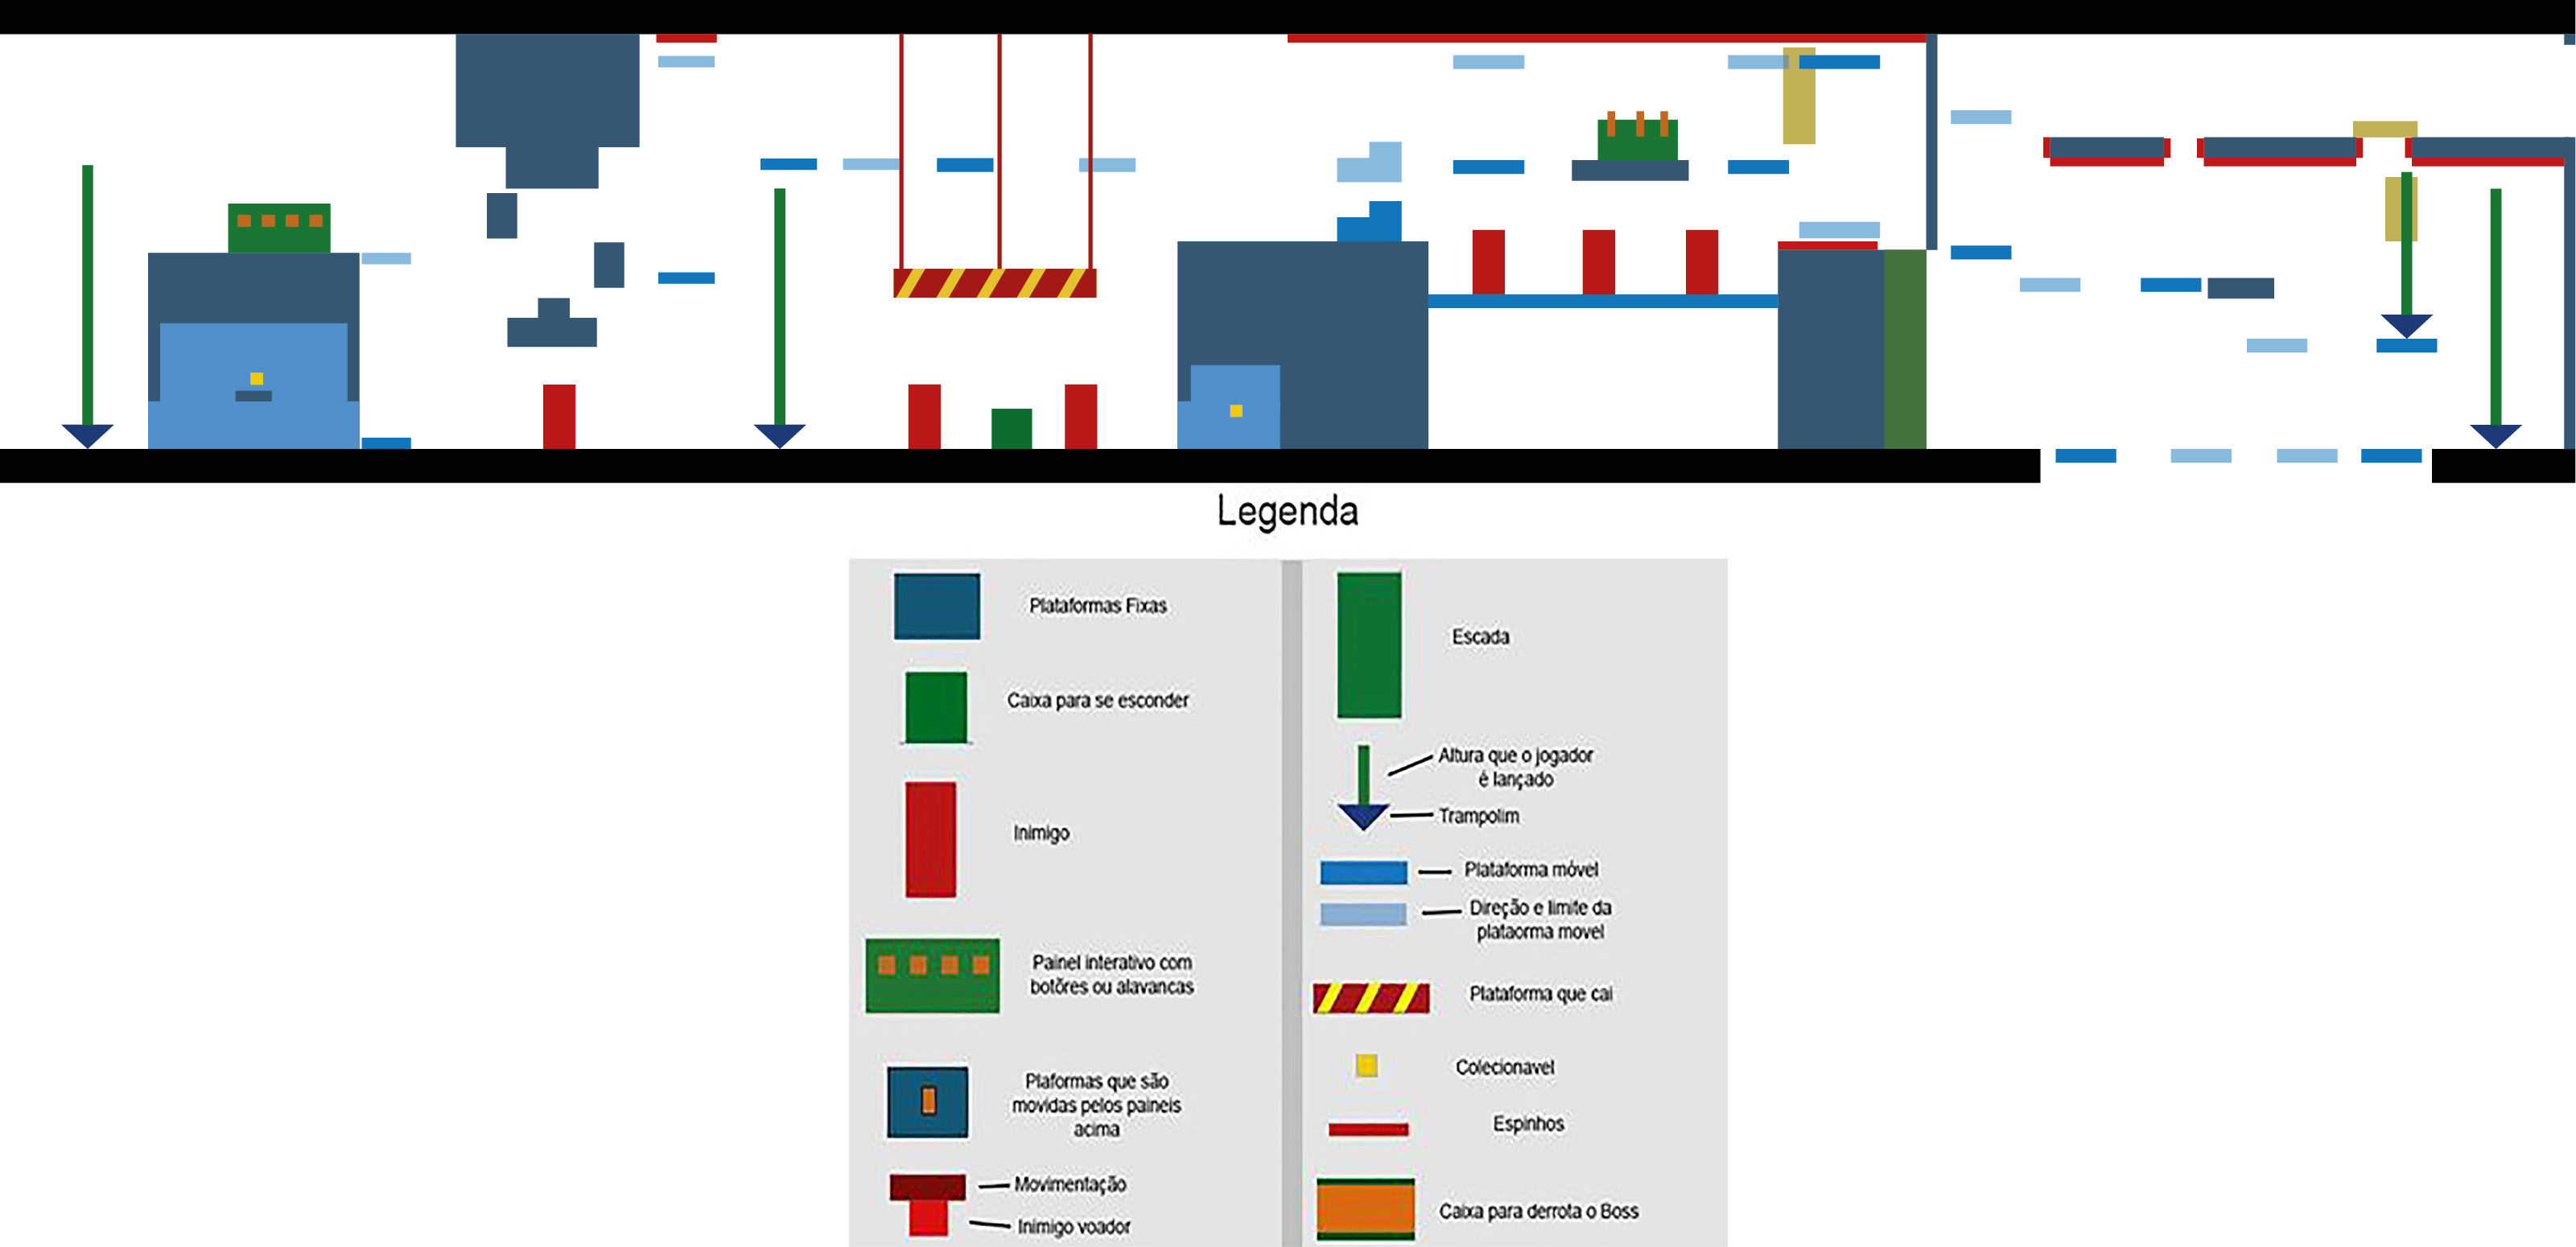 Legenda
Plataformas Fixas
Caixa para se esconder
Inimigo
Painel interativo com
botôres ou alavancas
Plaformas que são
movidas pelos paineis
acima
Movimentação
Inimigo voador
Escada
Altura que o jogador
é lançado
Trampolim
Plataforma móvel
Direção e limite da
plataorma movel
Plataforma que cai
Colecionavel
Espinhos
Caixa para derrota o Boss